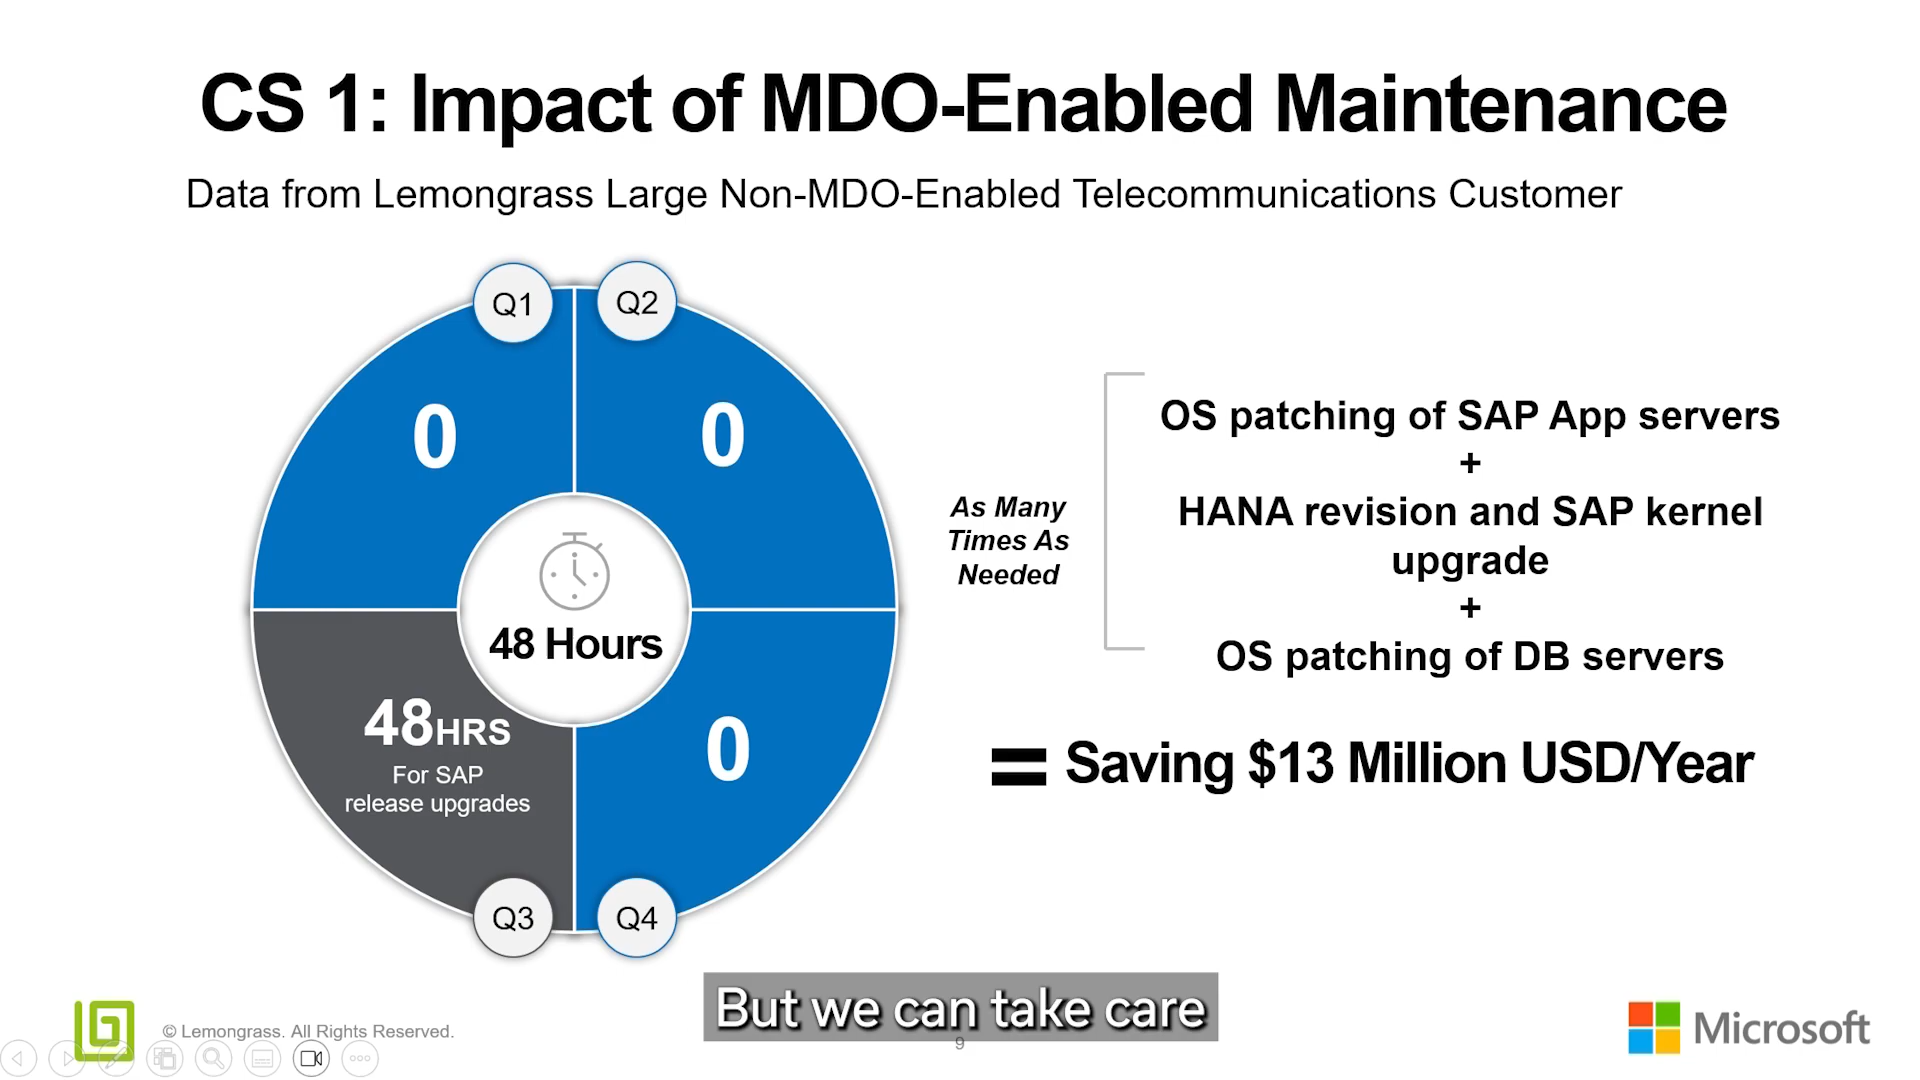 CS 1: Impact of MDO-Enabled Maintenance
Data from Lemongrass Large Non-MDO-Enabled Telecommunications Customer
Q1
Q2
0
0
48 Hours
48HRS
For SAP
release upgrades
0
Q3
Q4
As Many
Times As
Needed
OS patching of SAP App servers
+
HANA revision and SAP kernel
upgrade
+
OS patching of DB servers
= Saving $13 Million USD/Year
But we can take care
© Lemongrass. All Rights Reserved.
9
Microsoft